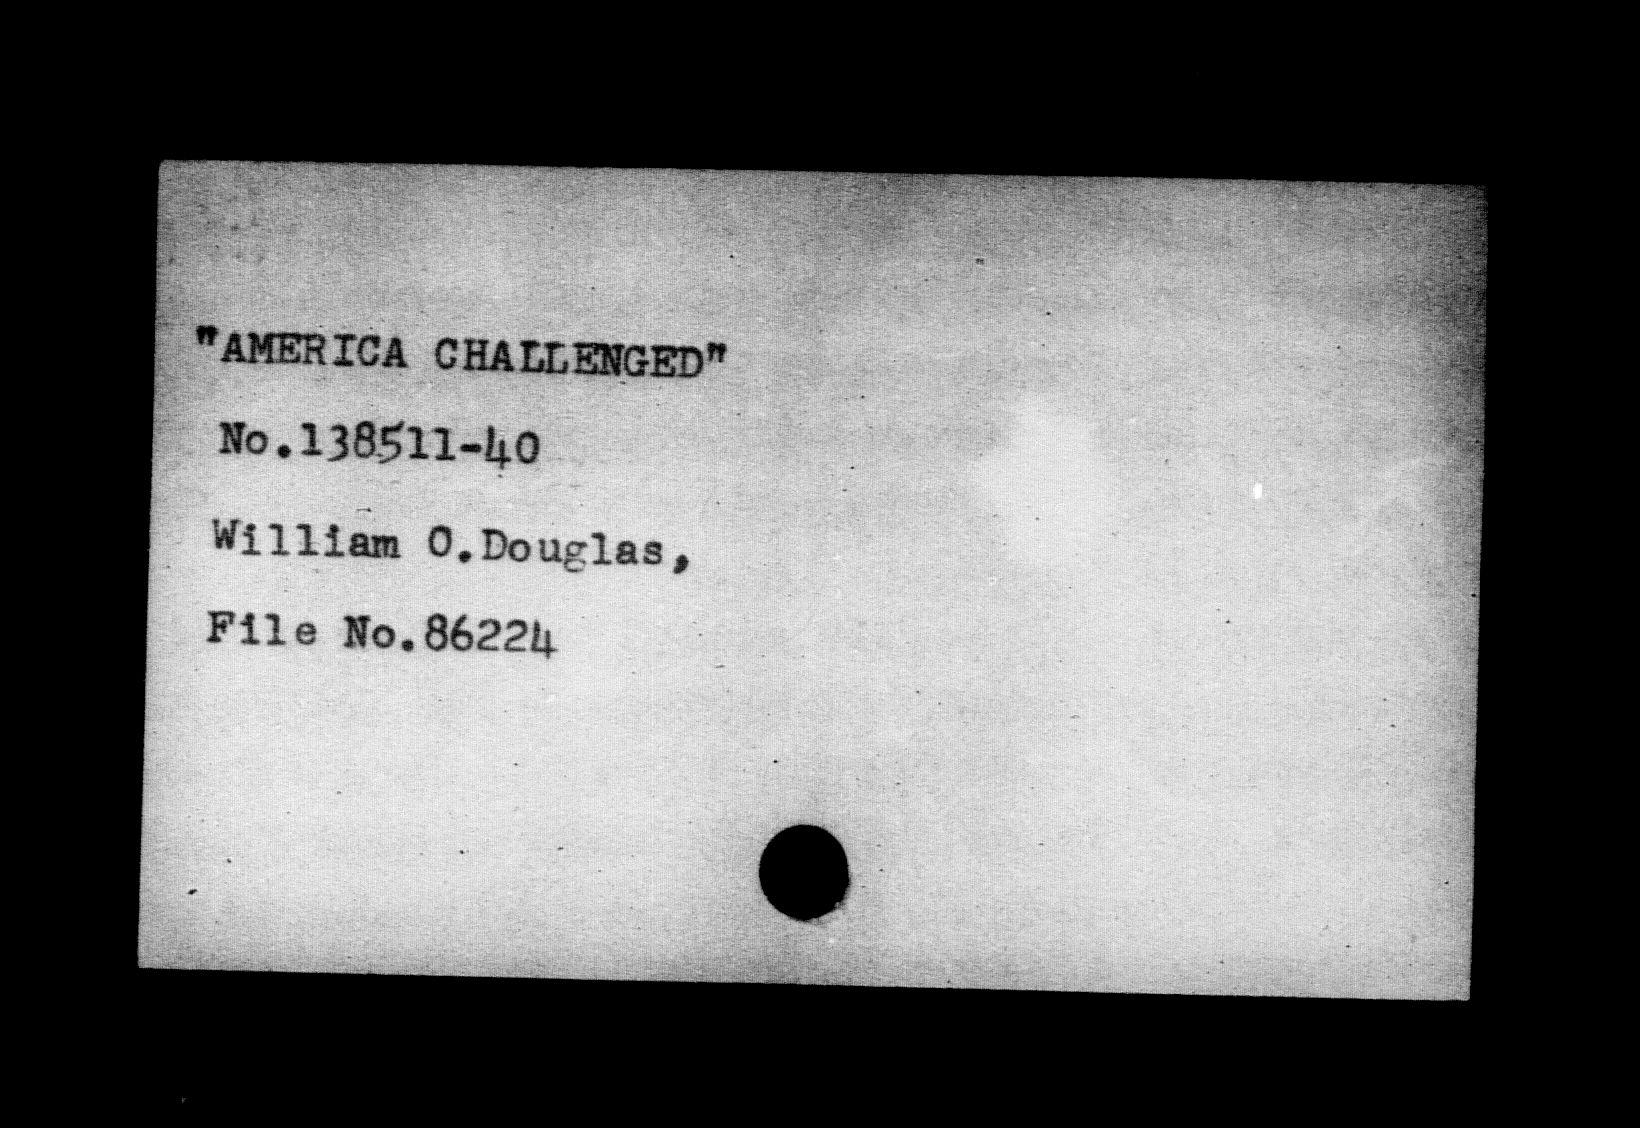 "AMERICA CHALLENGED"
No.138511-40
William O.Douglas,
File No.86224